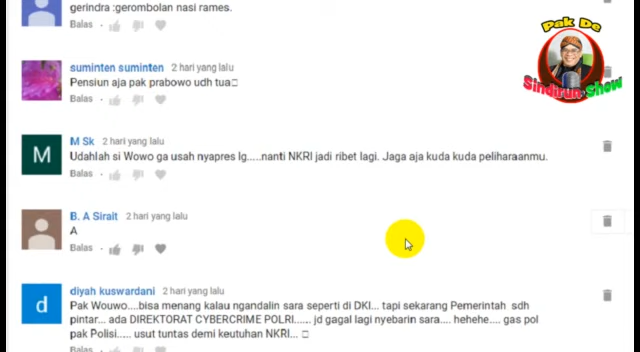 gerindra :gerombolan nasi rames.
Balas
Pak De
Sindirun Show
suminten suminten 2 hari yang lalu
Pensiun aja pak prabowo udh tua
Balas
M
M Sk 2 hari yang lalu
Udahlah si Wowo ga usah nyapres lg.....nanti NKRI jadi ribet lagi. Jaga aja kuda kuda peliharaanmu.
Balas
B. A Sirait 2 hari yang lalu
A
Balas
d
diyah kuswardani 2 hari yang lalu
Pak Wouwo....bisa menang kalau ngandalin sara seperti di DKI... tapi sekarang Pemerintah sdh
pintar... ada DIREKTORAT CYBERCRIME POLRI...... jd gagal lagi nyebarin sara.... hehehe.... gas pol
pak Polisi..... usut tuntas demi keutuhan NKRI...
Balas